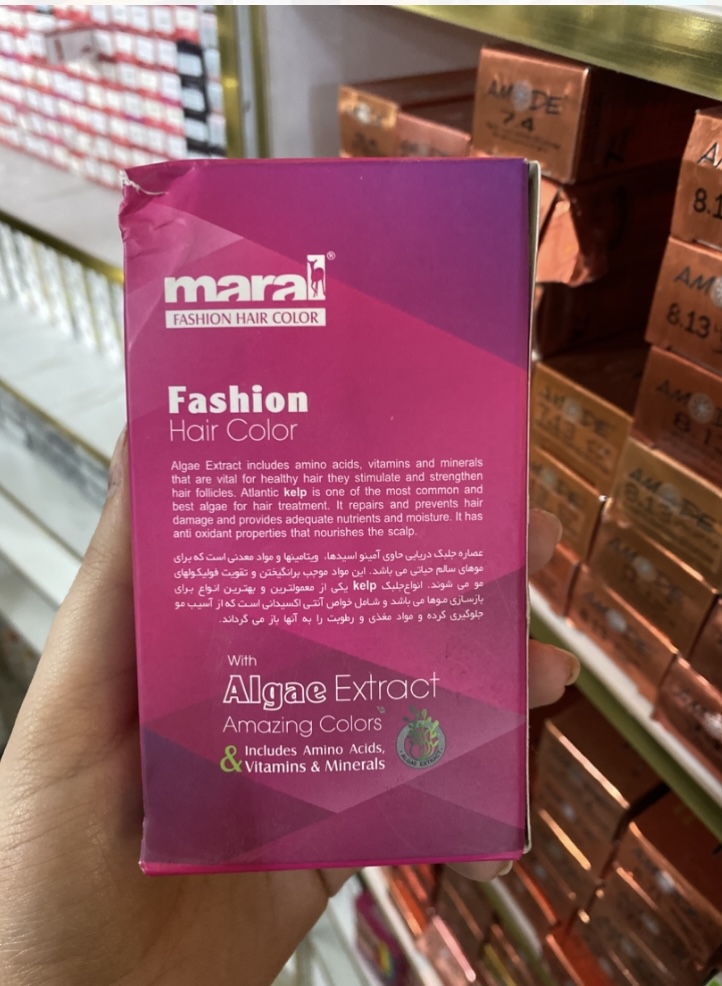 maral®
FASHION HAIR COLOR
Fashion
Hair Color
Algae Extract includes amino acids, vitamins and minerals
that are vital for healthy hair they stimulate and strengthen
hair follicles. Atlantic kelp is one of the most common and
best algae for hair treatment. It repairs and prevents hair
damage and provides adequate nutrients and moisture. It has
anti oxidant properties that nourishes the scalp.
عصاره جلبک دریایی حاوی آمینو اسیدها، ویتامینها و مواد معدنی است که برای
موهای سالم حیاتی می باشد. این مواد موجب برانگیختن و تقویت فولیکولهای
مو می شوند. انواع جلبک kelp یکی از معمولترین و بهترین انواع برای
بازسازی موها می باشد و شامل خواص آنتی اکسیدانی است که از آسیب مو
جلوگیری کرده و مواد مغذی و رطوبت را به آنها باز می گرداند.
With
Algae Extract
Amazing Colors
& Includes Amino Acids,
Vitamins & Minerals
ALGAE EXTRACT
AMODE
7.4
8.1
AM
8.13
AMODE
8.1
AMODE